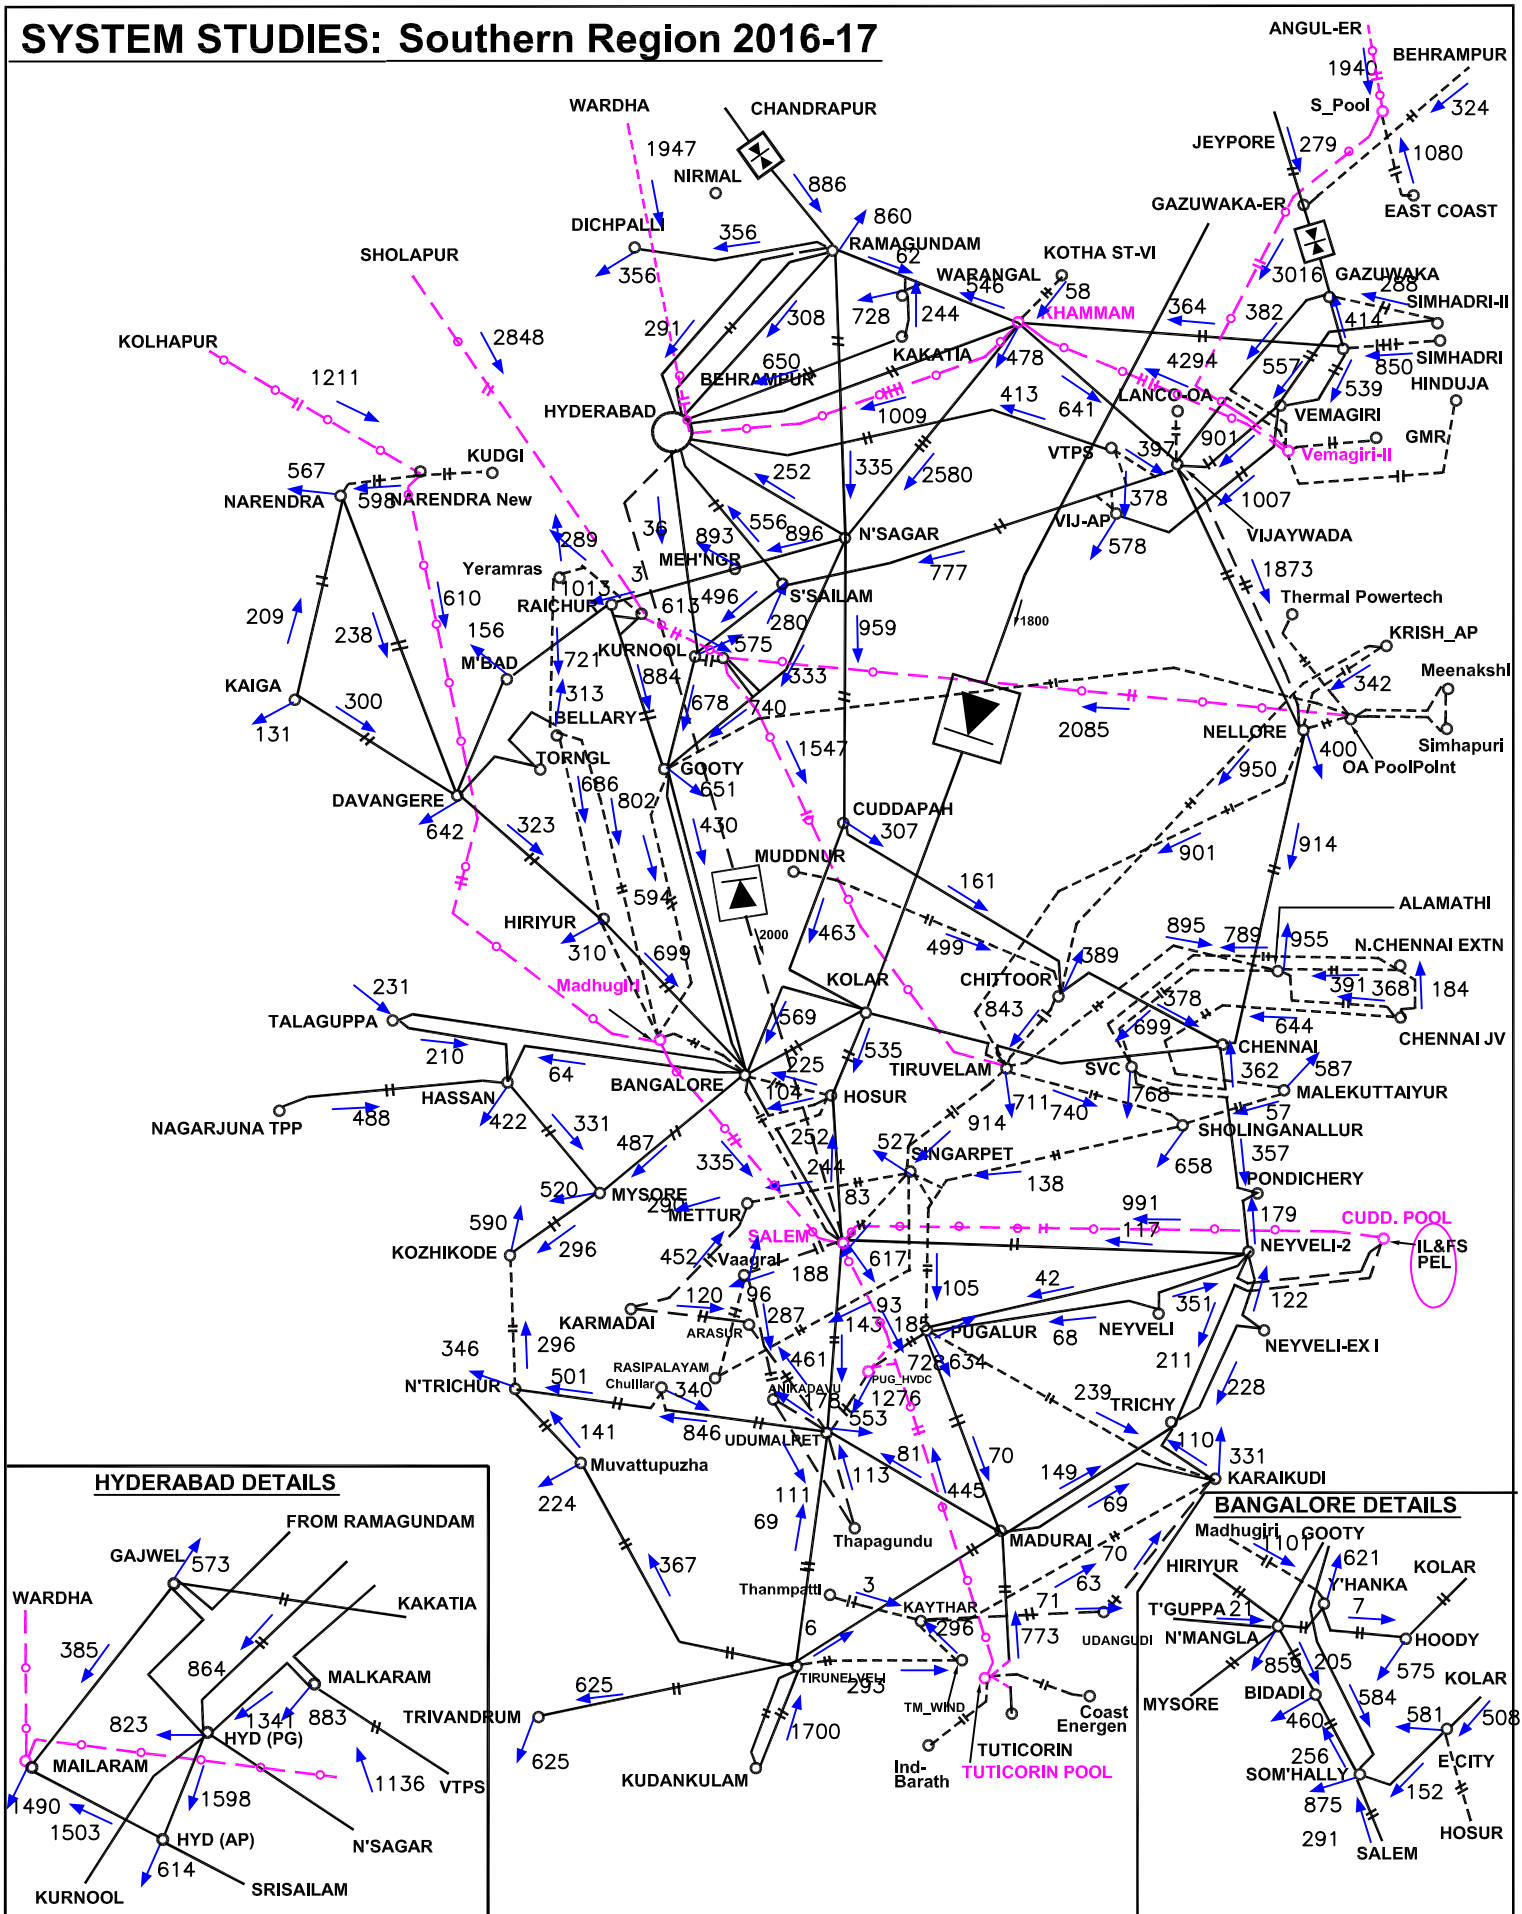 SYSTEM STUDIES: Southern Region 2016-17
ANGUL-ER
BEHRAMPUR
1940
S_Pool
324
WARDHA
CHANDRAPUR
JEYPORE
279
1080
1947
NIRMAL
886
GAZUWAKA-ER
EAST COAST
DICHPALLI
356
860
RAMAGUNDAM
SHOLAPUR
356
62
WARANGAL
KOTHA ST-VI
3016
GAZUWAKA
546
58
364
382
288
SIMHADRI-II
KOLHAPUR
2848
291
308
728
244
KHAMMAM
414
SIMHADRI
1211
650
KAKATIA
478
4294
557
850
BEHRAMPUR
539
HINDUJA
HYDERABAD
1009
413
641
LANCO-OA
VEMAGIRI
GMR
KUDGI
VTPS
397
901
Vemagiri-II
567
NARENDRA
598
NARENDRA New
252
335
2580
378
1007
36
556
893
896
N'SAGAR
VIJ-AP
VIJAYWADA
289
MEH'NGR
578
Yeramras
1013
3
777
1873
RAICHUR
613
496
S'SAILAM
Thermal Powertech
209
238
156
280
959
1800
KRISH_AP
M'BAD
721
KURNOOL
575
Meenakshi
KAIGA
300
884
333
342
131
313
678
740
2085
BELLARY
NELLORE
400
Simhapuri
TORNGL
GOOTY
1547
950
OA PoolPoint
DAVANGERE
686
802
651
642
323
430
CUDDAPAH
307
901
914
MUDDNUR
594
161
ALAMATHI
HIRIYUR
2000
463
499
895
789
955
N.CHENNAI EXTN
310
699
KOLAR
CHITTOOR
389
391
368
184
Madhugiri
231
843
378
TALAGUPPA
569
699
644
CHENNAI JV
210
64
535
CHENNAI
225
TIRUVELAM
SVC
362
587
BANGALORE
104
HOSUR
MALEKUTTAIYUR
HASSAN
711
740
768
57
NAGARJUNA TPP
488
422
331
487
252
914
SHOLINGANALLUR
335
527
SINGARPET
357
244
138
658
PONDICHERY
520
MYSORE
290
METTUR
83
991
179
CUDD. POOL
590
SALEM
117
NEYVELI-2
IL&FS
PEL
KOZHIKODE
296
452
Vaagrai
617
188
105
42
120
96
93
351
122
KARMADAI
287
143
185
NEYVELI
ARASUR
PUGALUR
68
NEYVELI-EX I
346
296
461
728
634
211
RASIPALAYAM
PUG_HVDC
N'TRICHUR
501
Chulliar
340
ANIKADAVU
178
1276
239
228
TRICHY
141
846
UDUMALPET
553
110
81
70
331
Muvattupuzha
113
149
KARAIKUDI
224
111
445
69
HYDERABAD DETAILS
69
Thapagundu
MADURAI
BANGALORE DETAILS
FROM RAMAGUNDAM
Madhugiri
GOOTY
GAJWEL
573
367
70
1101
HIRIYUR
621
KOLAR
WARDHA
Thanmpatti
3
63
Y'HANKA
KAKATIA
KAYTHAR
71
T'GUPPA
21
7
385
6
296
773
UDANGUDI
N'MANGLA
HOODY
864
TIRUNELVELI
859
205
575
MALKARAM
625
293
KOLAR
TM_WIND
BIDADI
584
MYSORE
823
1341
883
TRIVANDRUM
1700
Coast
Energen
460
581
508
HYD (PG)
MAILARAM
625
TUTICORIN
256
E CITY
1136
VTPS
KUDANKULAM
Ind-
Barath
TUTICORIN POOL
SOM'HALLY
152
1490
1598
875
1503
HYD (AP)
N'SAGAR
HOSUR
614
291
SALEM
KURNOOL
SRISAILAM